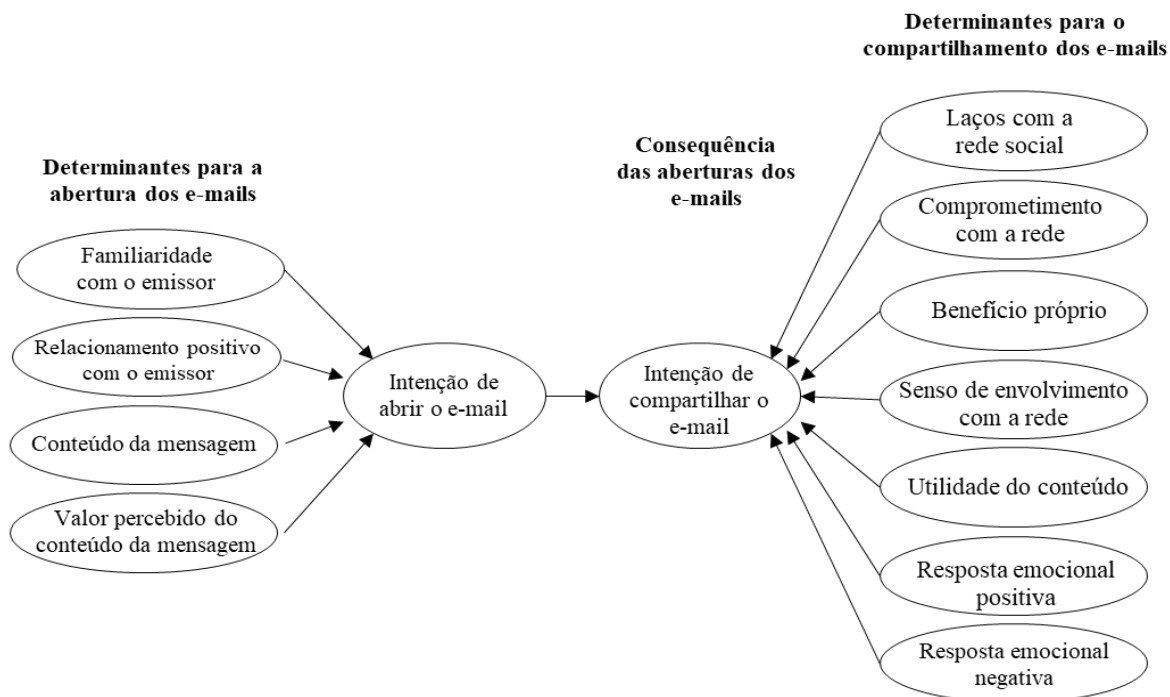 Determinantes para o
compartilhamento dos e-mails
Determinantes para a
abertura dos e-mails
Consequência
das aberturas dos
e-mails
Familiaridade
com o emissor
Relacionamento positivo
com o emissor
Conteúdo da mensagem
Valor percebido do
conteúdo da mensagem
Intenção de
abrir o e-mail
Intenção de
compartilhar o
e-mail
Laços com a
rede social
Comprometimento
com a rede
Benefício próprio
Senso de envolvimento
com a rede
Utilidade do conteúdo
Resposta emocional
positiva
Resposta emocional
negativa